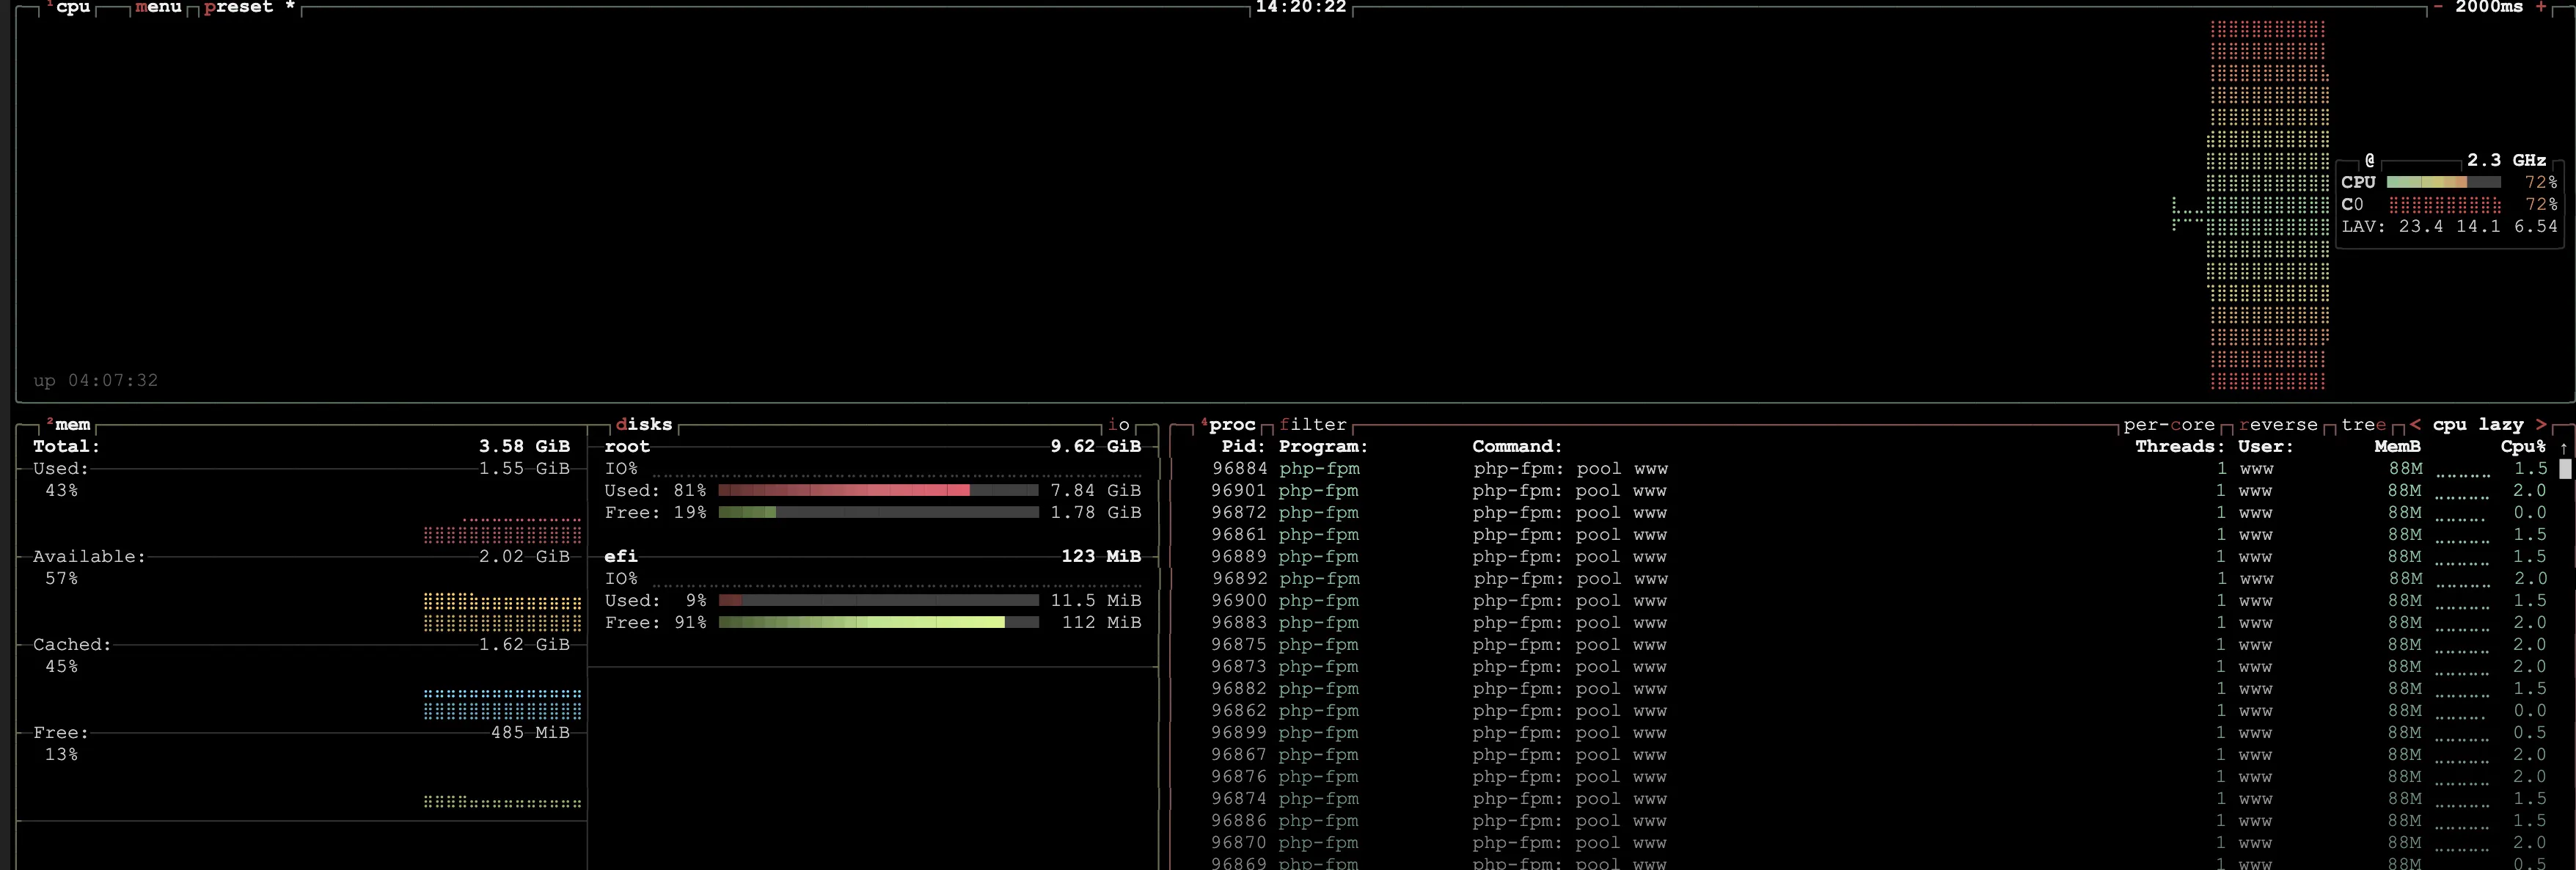 ¹cpu menu preset * 14:20:22 - 2000ms +
@ 2.3 GHz
CPU 72%
C0 72%
LAV: 23.4 14.1 6.54
up 04:07:32
²mem
Total: 3.58 GiB
Used: 1.55 GiB
43%
Available: 2.02 GiB
57%
Cached: 1.62 GiB
45%
Free: 485 MiB
13%
disks io
root 9.62 GiB
IO%
Used: 81% 7.84 GiB
Free: 19% 1.78 GiB
efi 123 MiB
IO%
Used: 9% 11.5 MiB
Free: 91% 112 MiB
⁴proc filter per-core reverse tree < cpu lazy >
Pid: Program: Command: Threads: User: MemB Cpu% ↑
96884 php-fpm php-fpm: pool www 1 www 88M 1.5
96901 php-fpm php-fpm: pool www 1 www 88M 2.0
96872 php-fpm php-fpm: pool www 1 www 88M 0.0
96861 php-fpm php-fpm: pool www 1 www 88M 1.5
96889 php-fpm php-fpm: pool www 1 www 88M 1.5
96892 php-fpm php-fpm: pool www 1 www 88M 2.0
96900 php-fpm php-fpm: pool www 1 www 88M 1.5
96883 php-fpm php-fpm: pool www 1 www 88M 2.0
96875 php-fpm php-fpm: pool www 1 www 88M 2.0
96873 php-fpm php-fpm: pool www 1 www 88M 2.0
96882 php-fpm php-fpm: pool www 1 www 88M 1.5
96862 php-fpm php-fpm: pool www 1 www 88M 0.0
96899 php-fpm php-fpm: pool www 1 www 88M 0.5
96867 php-fpm php-fpm: pool www 1 www 88M 2.0
96876 php-fpm php-fpm: pool www 1 www 88M 2.0
96874 php-fpm php-fpm: pool www 1 www 88M 1.5
96886 php-fpm php-fpm: pool www 1 www 88M 1.5
96870 php-fpm php-fpm: pool www 1 www 88M 2.0
96869 php-fpm php-fpm: pool www 1 www 88M 0.5